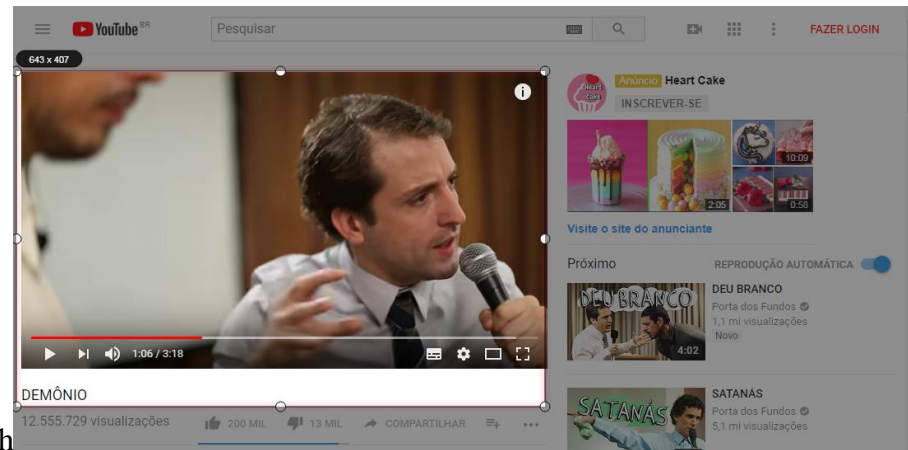 YouTube BR
Pesquisar
FAZER LOGIN
643 x 407
i
1:06 / 3:18
DEMÔNIO
12.555.729 visualizações
200 MIL
13 MIL
COMPARTILHAR
Heart
Cake
Anúncio Heart Cake
INSCREVER-SE
2:05
10:09
0:58
Visite o site do anunciante
Próximo
REPRODUÇÃO AUTOMÁTICA
DEU BRANCO
4:02
DEU BRANCO
Porta dos Fundos
1,1 mi visualizações
Novo
SATANÁS
SATANÁS
Porta dos Fundos
5,1 mi visualizações
h